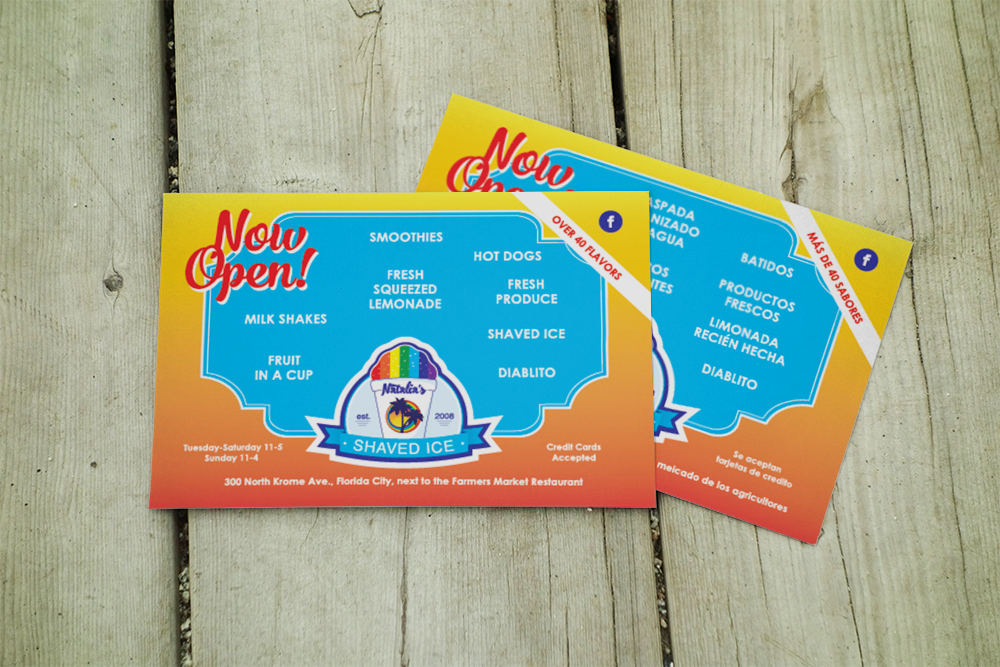 Now
Open!
SMOOTHIES
HOT DOGS
FRESH
SQUEEZED
LEMONADE
FRESH
PRODUCE
MILK SHAKES
SHAVED ICE
FRUIT
IN A CUP
DIABLITO
OVER 40 FLAVORS
f
Natalia's
est. 2008
SHAVED ICE
Tuesday-Saturday 11-5
Sunday 11-4
Credit Cards
Accepted
300 North Krome Ave., Florida City, next to the Farmers Market Restaurant
Now
Open
AGUA
BATIDOS
PRODUCTOS
FRESCOS
LIMONADA
RECIÉN HECHA
DIABLITO
MÁS DE 40 SABORES
f
Se aceptan
tarjetas de credito
meicado de los agricultores